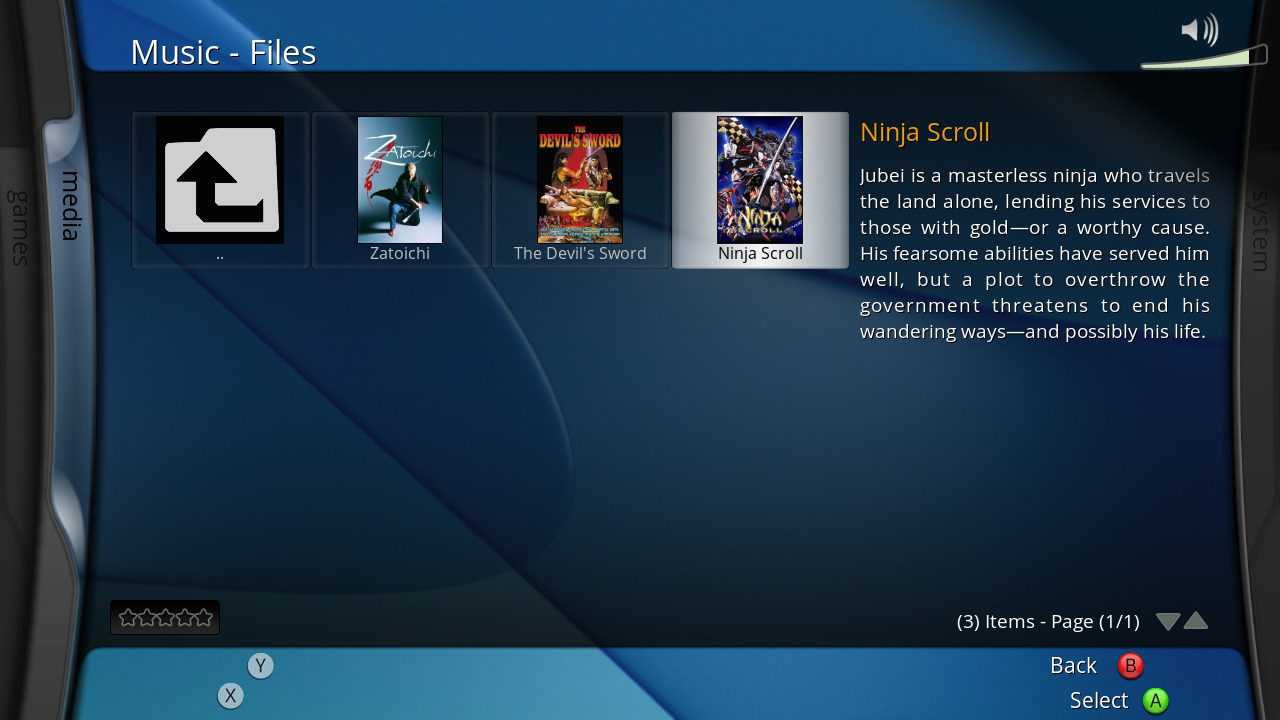 Music - Files
games
media
system
..
Zatoichi
Zatoichi
THE
DEVIL'S SWORD
The Devil's Sword
NINJA
SCROLL
Ninja Scroll
Ninja Scroll
Jubei is a masterless ninja who travels
the land alone, lending his services to
those with gold—or a worthy cause.
His fearsome abilities have served him
well, but a plot to overthrow the
government threatens to end his
wandering ways—and possibly his life.
(3) Items - Page (1/1)
Y
X
Back B
Select A